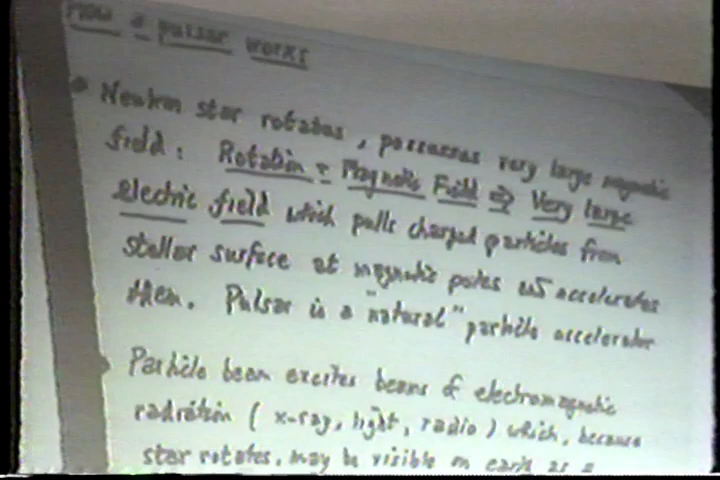 How a pulsar works
• Neutron star rotates, possesses very large magnetic
field: Rotation + Magnetic Field ⇒ Very large
electric field which pulls charged particles from
stellar surface at magnetic poles and accelerates
them. Pulsar is a "natural" particle accelerator
• Particle beam excites beams of electromagnetic
radiation (x-ray, light, radio) which, because
star rotates, may be visible on earth as a